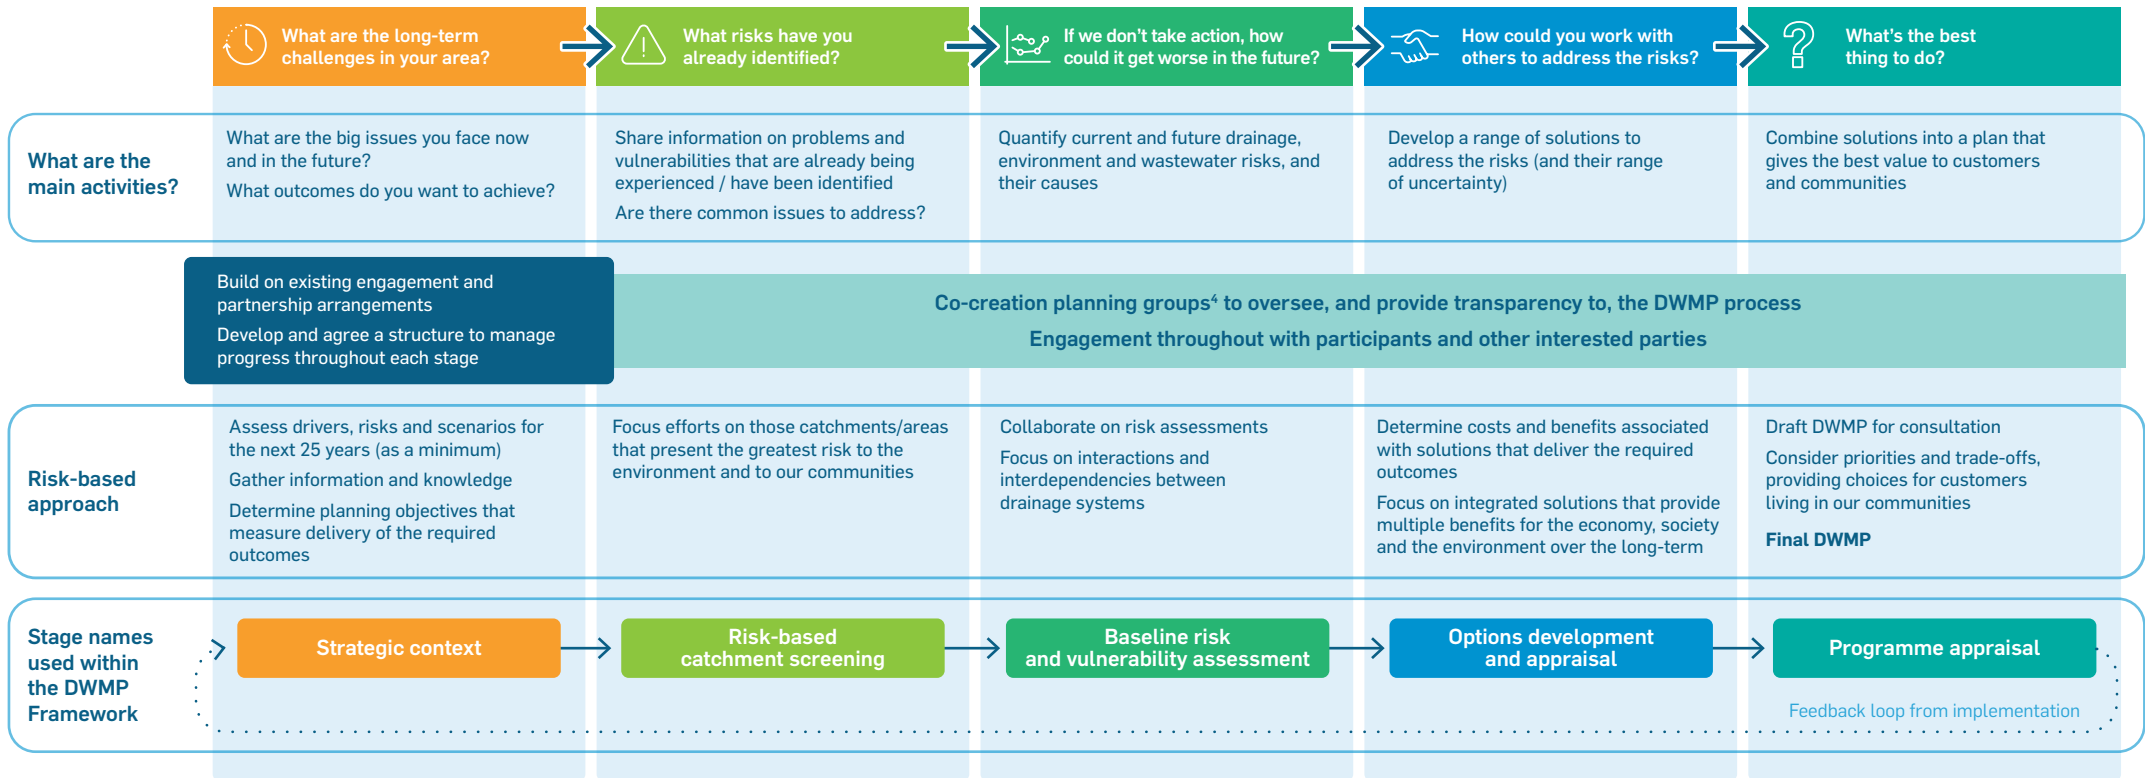 What are the long-term
challenges in your area?
What risks have you
already identified?
If we don't take action, how
could it get worse in the future?
How could you work with
others to address the risks?
What's the best
thing to do?
What are the
main activities?
What are the big issues you face now
and in the future?
What outcomes do you want to achieve?
Share information on problems and
vulnerabilities that are already being
experienced / have been identified
Are there common issues to address?
Quantify current and future drainage,
environment and wastewater risks, and
their causes
Develop a range of solutions to
address the risks (and their range
of uncertainty)
Combine solutions into a plan that
gives the best value to customers
and communities
Build on existing engagement and
partnership arrangements
Develop and agree a structure to manage
progress throughout each stage
Co-creation planning groups⁴ to oversee, and provide transparency to, the DWMP process
Engagement throughout with participants and other interested parties
Risk-based
approach
Assess drivers, risks and scenarios for
the next 25 years (as a minimum)
Gather information and knowledge
Determine planning objectives that
measure delivery of the required
outcomes
Focus efforts on those catchments/areas
that present the greatest risk to the
environment and to our communities
Collaborate on risk assessments
Focus on interactions and
interdependencies between
drainage systems
Determine costs and benefits associated
with solutions that deliver the required
outcomes
Focus on integrated solutions that provide
multiple benefits for the economy, society
and the environment over the long-term
Draft DWMP for consultation
Consider priorities and trade-offs,
providing choices for customers
living in our communities
Final DWMP
Stage names
used within
the DWMP
Framework
Strategic context
Risk-based
catchment screening
Baseline risk
and vulnerability assessment
Options development
and appraisal
Programme appraisal
Feedback loop from implementation